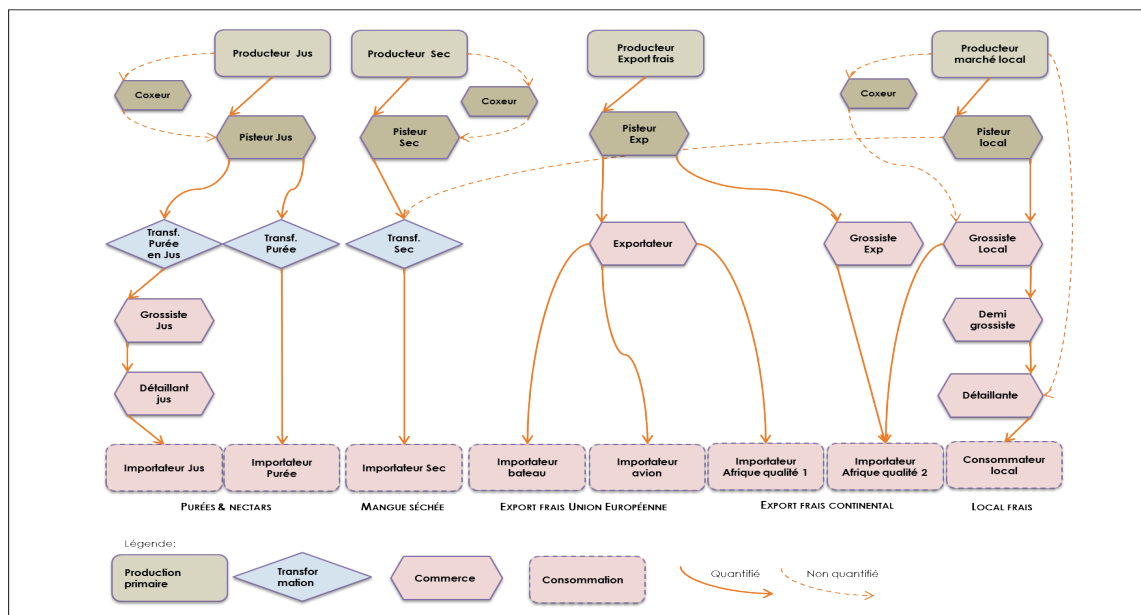 Producteur Jus
Producteur Sec
Producteur
Export frais
Producteur
marché local
Coxeur
Coxeur
Coxeur
Pisteur Jus
Pisteur
Sec
Pisteur
Exp
Pisteur
local
Transf.
Purée
en Jus
Transf.
Purée
Transf.
Sec
Exportateur
Grossiste
Exp
Grossiste
Local
Grossiste
Jus
Demi
grossiste
Détaillant
jus
Détaillante
Importateur Jus
Importateur
Purée
Importateur Sec
Importateur
bateau
Importateur
avion
Importateur
Afrique qualité 1
Importateur
Afrique qualité 2
Consommateur
local
PURÉES & NECTARS
MANGUE SÉCHÉE
EXPORT FRAIS UNION EUROPÉENNE
EXPORT FRAIS CONTINENTAL
LOCAL FRAIS
Légende:
Production
primaire
Transfor
mation
Commerce
Consommation
Quantifié
Non quantifié